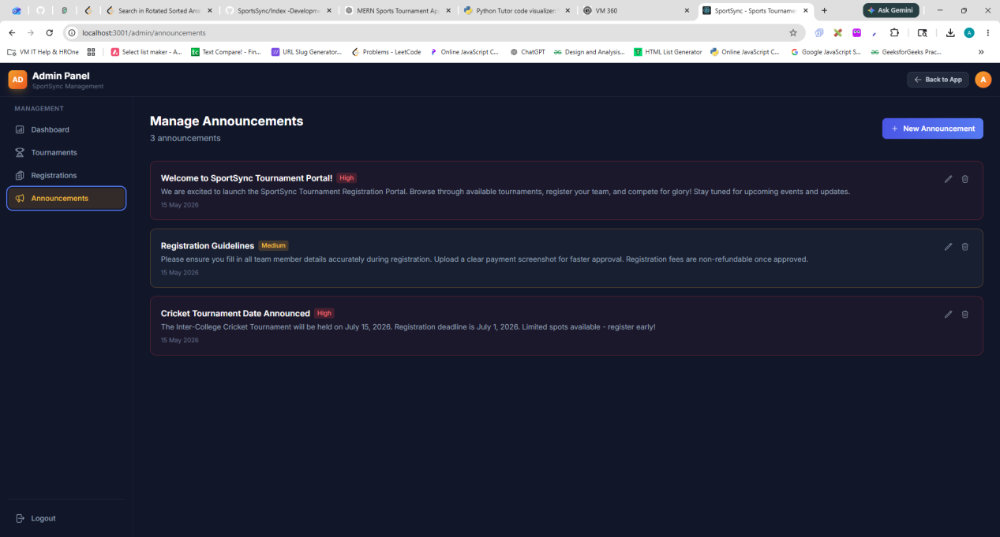 Search in Rotated Sorted Arra
SportsSync/Index -Developme
MERN Sports Tournament App
Python Tutor code visualizer:
VM 360
SportSync - Sports Tourname
Ask Gemini
localhost:3001/admin/announcements
A
VM IT Help & HROne
Select list maker - A...
Text Compare! - Fin...
URL Slug Generator...
Problems - LeetCode
Online JavaScript C...
ChatGPT
Design and Analysis...
HTML List Generator
Online JavaScript C...
Google JavaScript S...
GeeksforGeeks Prac...
AD
Admin Panel
SportSync Management
Back to App
A
MANAGEMENT
Dashboard
Tournaments
Registrations
Announcements
Logout
Manage Announcements
3 announcements
+ New Announcement
Welcome to SportSync Tournament Portal! High
We are excited to launch the SportSync Tournament Registration Portal. Browse through available tournaments, register your team, and compete for glory! Stay tuned for upcoming events and updates.
15 May 2026
Registration Guidelines Medium
Please ensure you fill in all team member details accurately during registration. Upload a clear payment screenshot for faster approval. Registration fees are non-refundable once approved.
15 May 2026
Cricket Tournament Date Announced High
The Inter-College Cricket Tournament will be held on July 15, 2026. Registration deadline is July 1, 2026. Limited spots available - register early!
15 May 2026